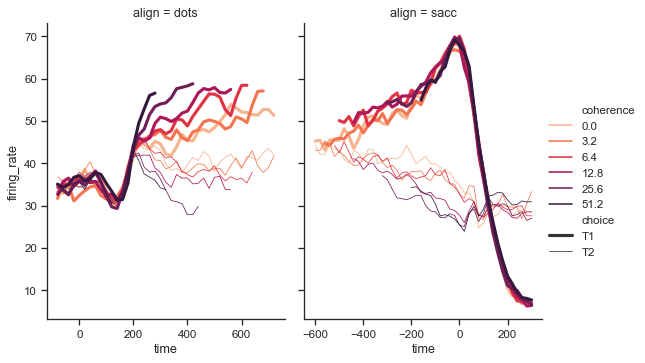 align = dots
align = sacc
70
60
50
40
30
20
10
firing_rate
0
200
400
600
time
−600
−400
−200
0
200
time
coherence
0.0
3.2
6.4
12.8
25.6
51.2
choice
T1
T2